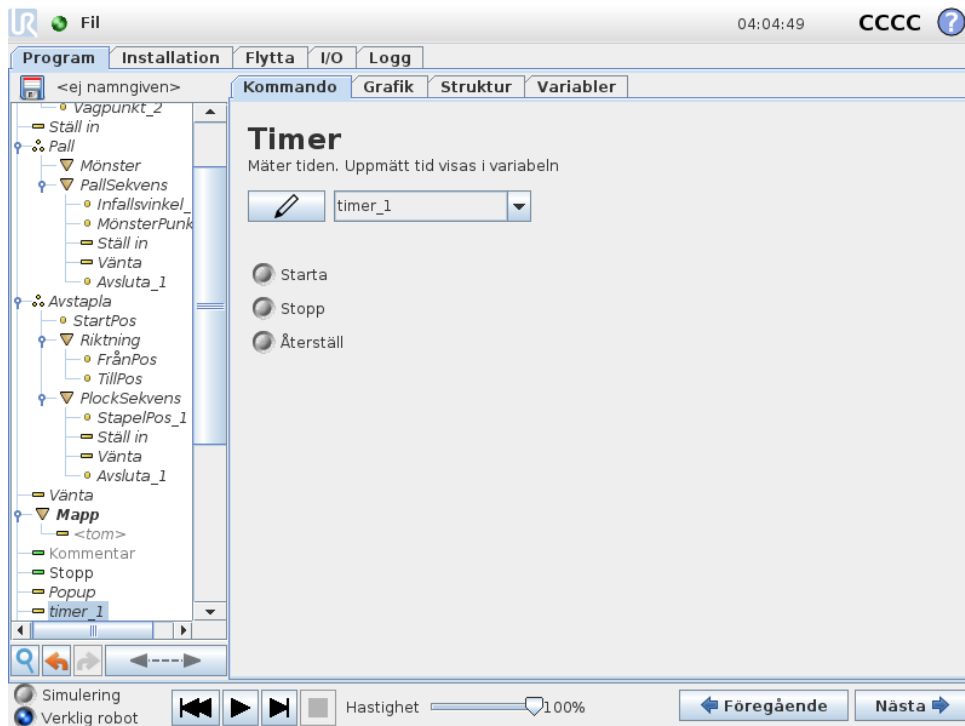 UR Fil 04:04:49 CCCC ?
Program Installation Flytta I/O Logg
<ej namngiven>
Kommando Grafik Struktur Variabler
Vägpunkt_2
Ställ in
Pall
Mönster
PallSekvens
Infallsvinkel_
MönsterPunk
Ställ in
Vänta
Avsluta_1
Avstapla
StartPos
Riktning
FrånPos
TillPos
PlockSekvens
StapelPos_1
Ställ in
Vänta
Avsluta_1
Vänta
Mapp
<tom>
Kommentar
Stopp
Popup
timer_1
Timer
Mäter tiden. Uppmätt tid visas i variabeln
timer_1
Starta
Stopp
Återställ
Simulering
Verklig robot
Hastighet 100%
Föregående
Nästa